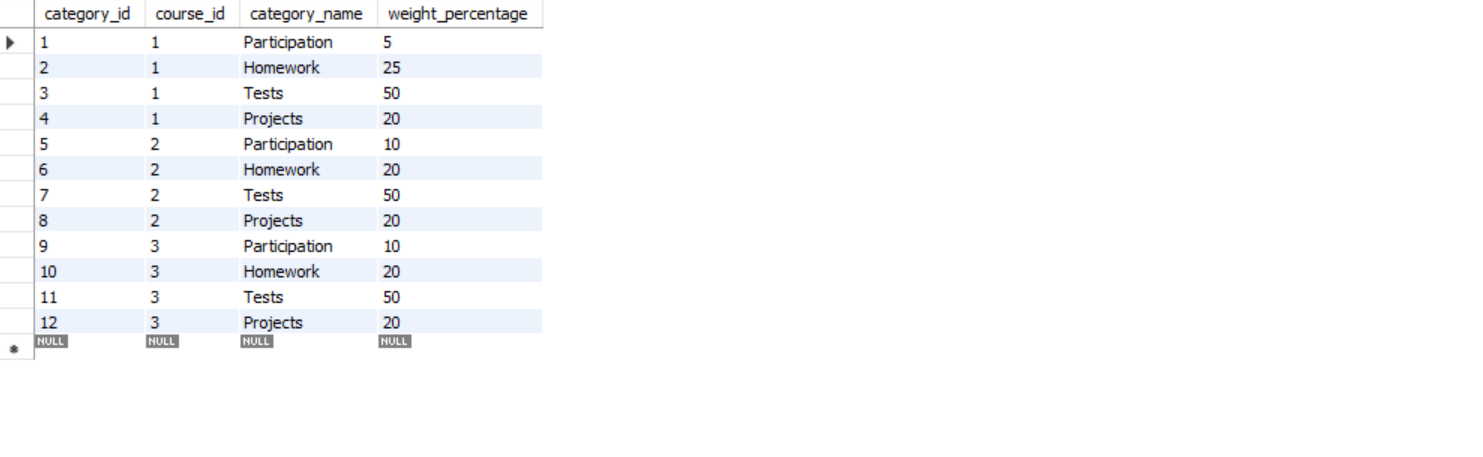 category_id course_id category_name weight_percentage
1 1 Participation 5
2 1 Homework 25
3 1 Tests 50
4 1 Projects 20
5 2 Participation 10
6 2 Homework 20
7 2 Tests 50
8 2 Projects 20
9 3 Participation 10
10 3 Homework 20
11 3 Tests 50
12 3 Projects 20
NULL NULL NULL NULL